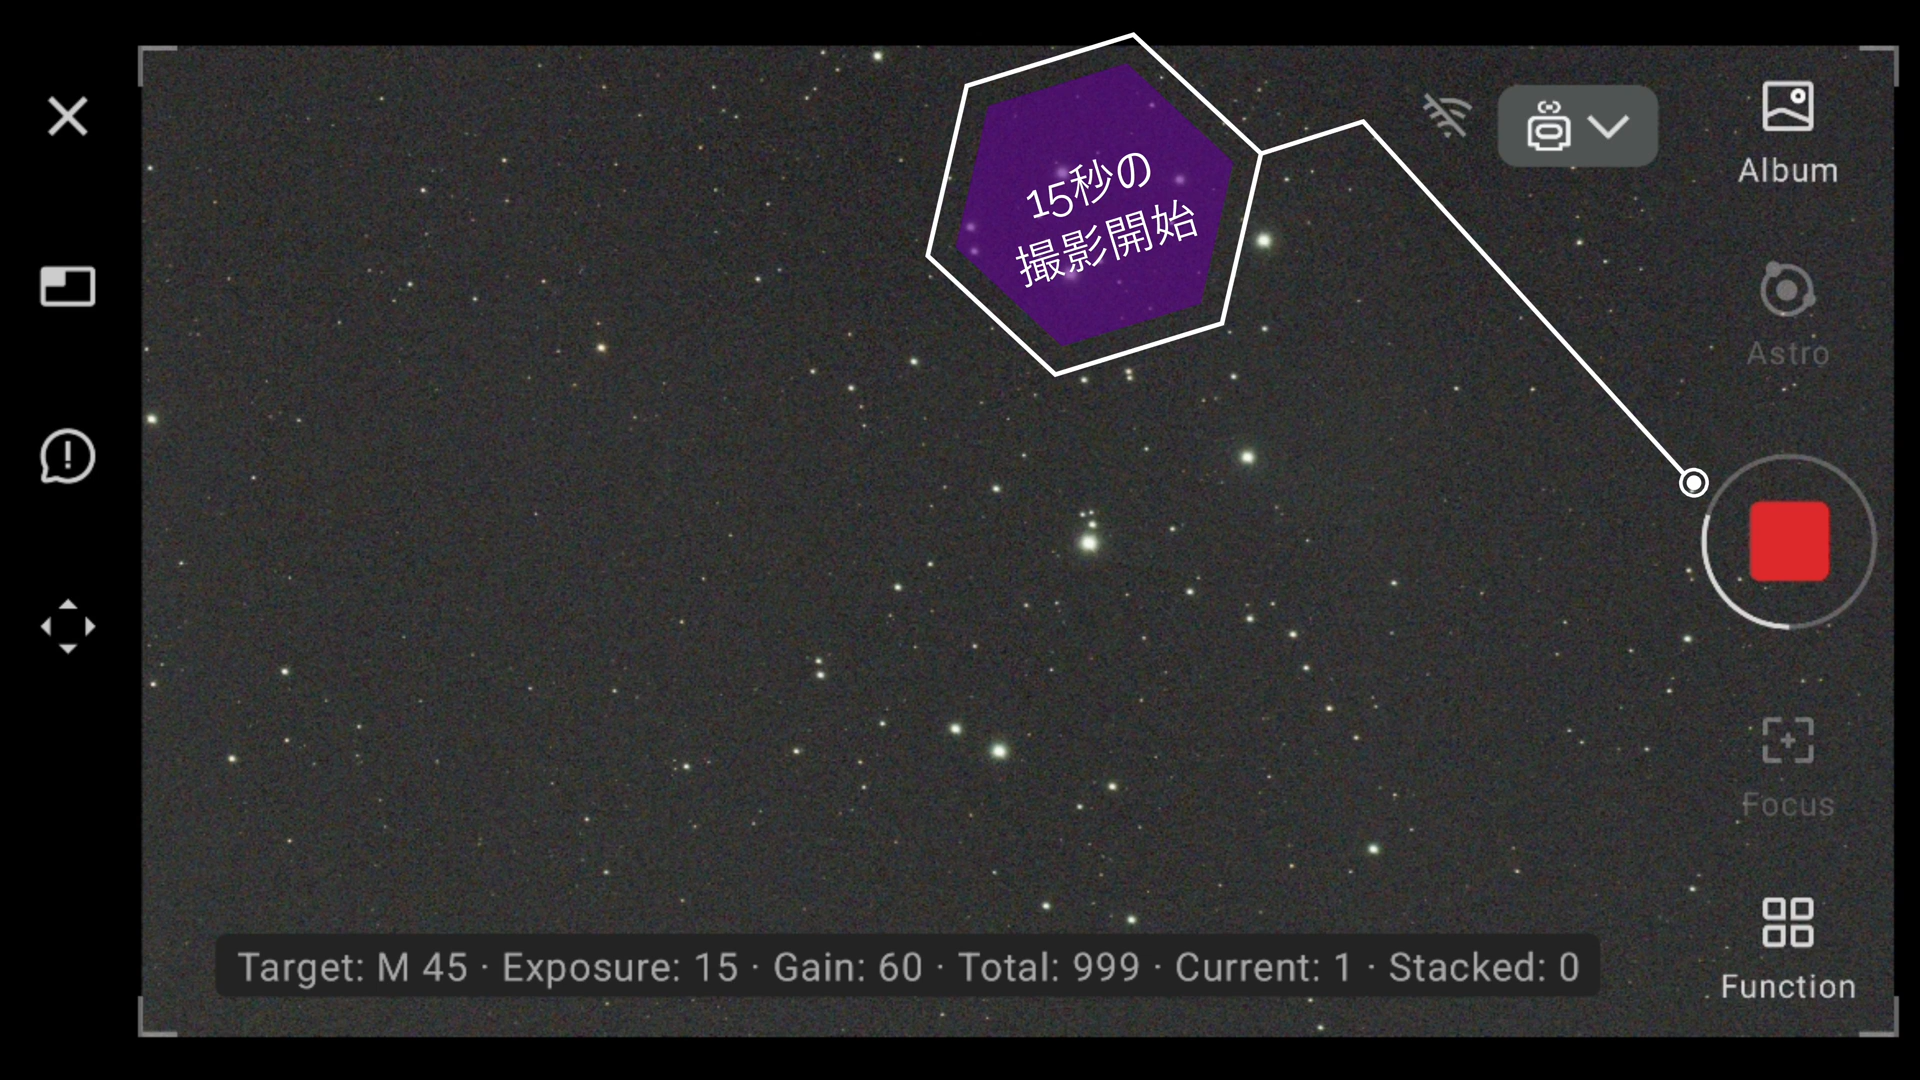 15秒の
撮影開始
Album
Astro
Focus
Function
Target: M 45 · Exposure: 15 · Gain: 60 · Total: 999 · Current: 1 · Stacked: 0